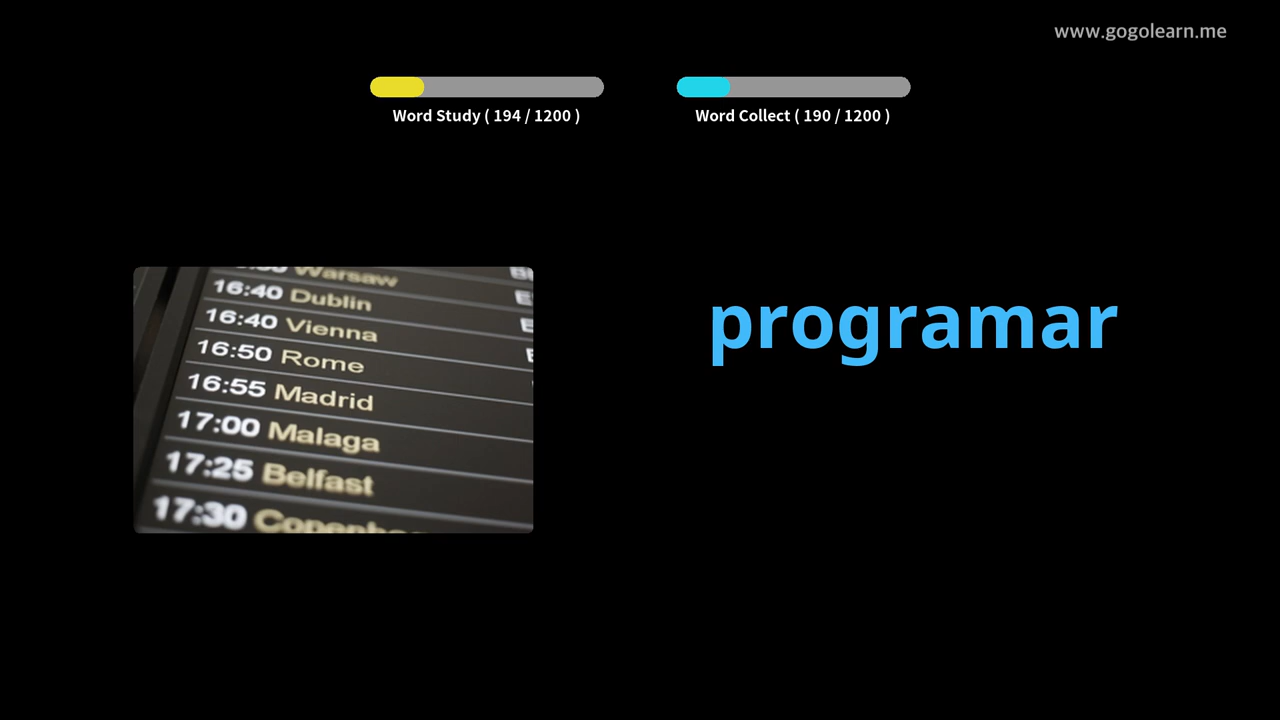 www.gogolearn.me
Word Study ( 194 / 1200 )
Word Collect ( 190 / 1200 )
programar
Warsaw
16:40 Dublin
16:40 Vienna
16:50 Rome
16:55 Madrid
17:00 Malaga
17:25 Belfast
17:30